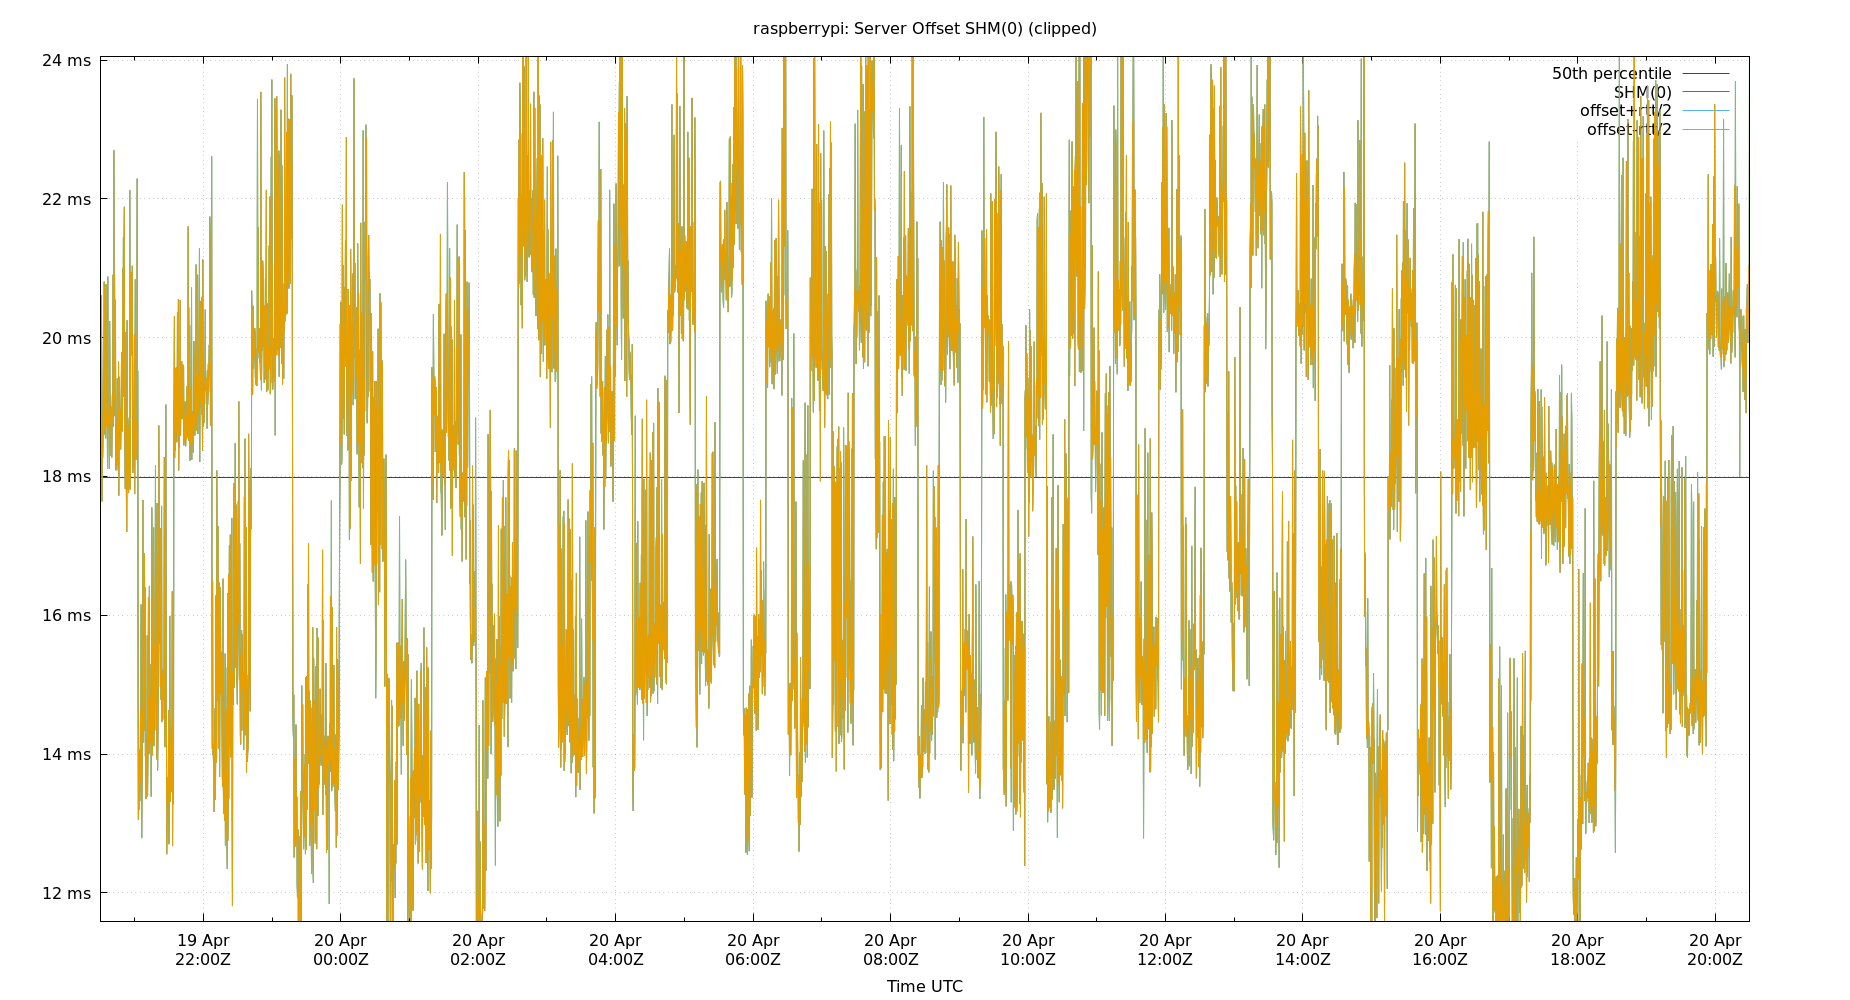 raspberrypi: Server Offset SHM(0) (clipped)
24 ms
22 ms
20 ms
18 ms
16 ms
14 ms
12 ms
50th percentile
SHM(0)
offset+rtt/2
offset-rtt/2
19 Apr
22:00Z
20 Apr
00:00Z
20 Apr
02:00Z
20 Apr
04:00Z
20 Apr
06:00Z
20 Apr
08:00Z
20 Apr
10:00Z
20 Apr
12:00Z
20 Apr
14:00Z
20 Apr
16:00Z
20 Apr
18:00Z
20 Apr
20:00Z
Time UTC